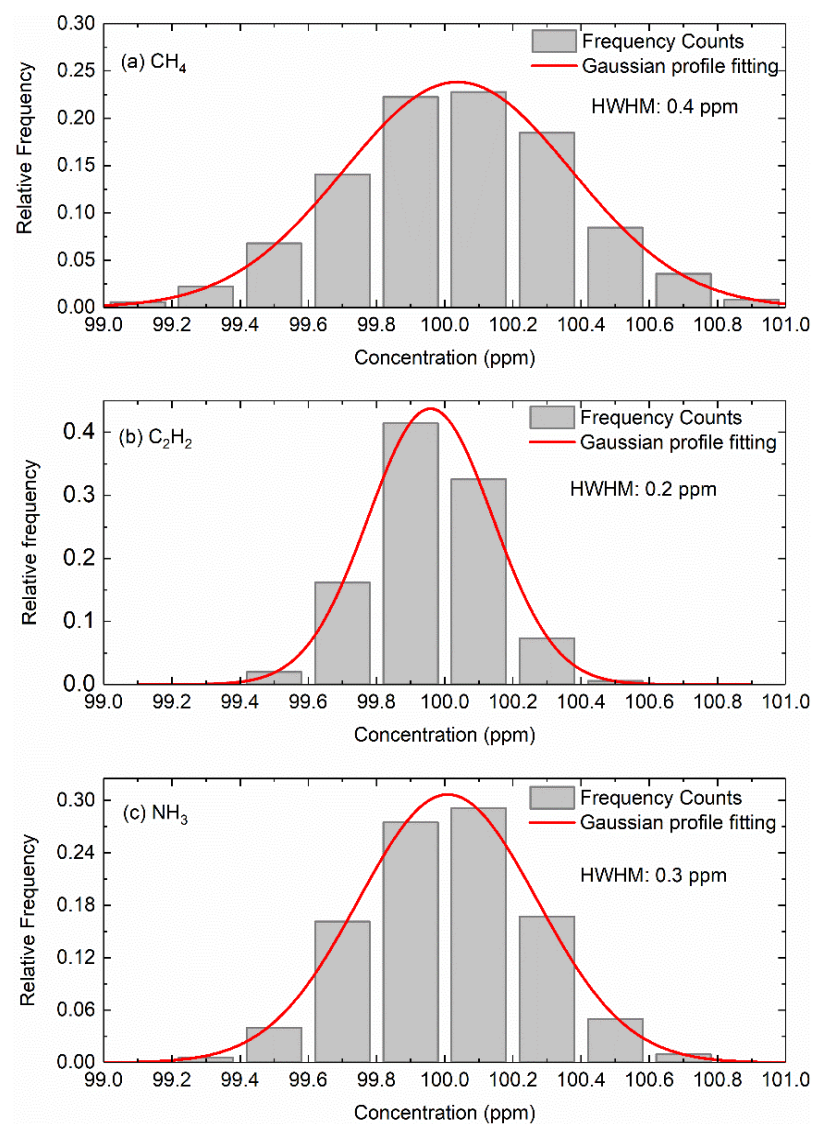 0.30
0.25
0.20
0.15
0.10
0.05
0.00
Relative Frequency
(a) CH₄
Frequency Counts
Gaussian profile fitting
HWHM: 0.4 ppm
99.0 99.2 99.4 99.6 99.8 100.0 100.2 100.4 100.6 100.8 101.0
Concentration (ppm)
0.4
0.3
0.2
0.1
0.0
Relative frequency
(b) C₂H₂
Frequency Counts
Gaussian profile fitting
HWHM: 0.2 ppm
99.0 99.2 99.4 99.6 99.8 100.0 100.2 100.4 100.6 100.8 101.0
Concentration (ppm)
0.30
0.24
0.18
0.12
0.06
0.00
Relative Frequency
(c) NH₃
Frequency Counts
Gaussian profile fitting
HWHM: 0.3 ppm
99.0 99.2 99.4 99.6 99.8 100.0 100.2 100.4 100.6 100.8 101.0
Concentration (ppm)